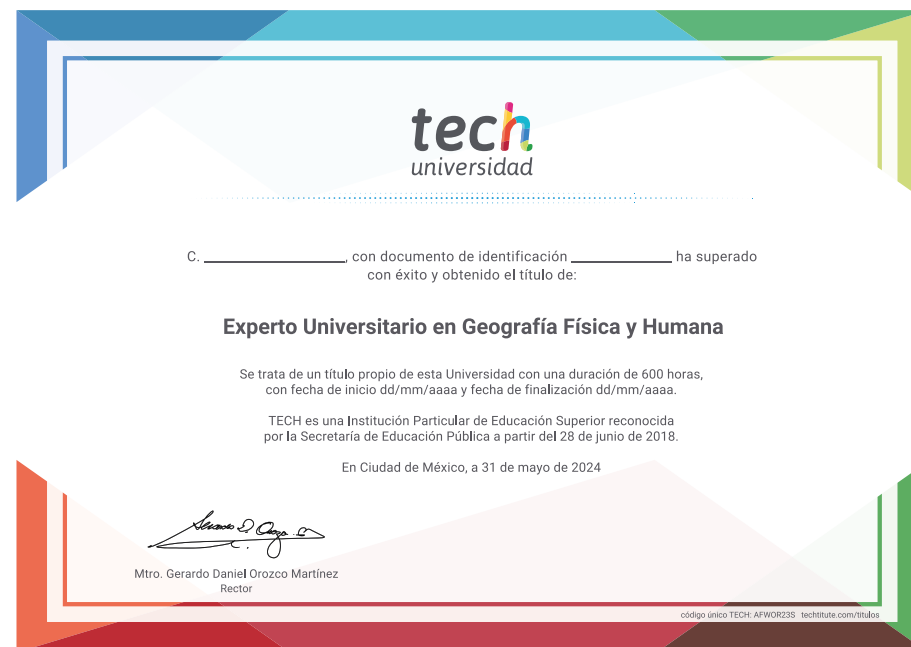 tech
universidad
C. ____________, con documento de identificación ____________ ha superado
con éxito y obtenido el título de:
Experto Universitario en Geografía Física y Humana
Se trata de un título propio de esta Universidad con una duración de 600 horas,
con fecha de inicio dd/mm/aaaa y fecha de finalización dd/mm/aaaa.
TECH es una Institución Particular de Educación Superior reconocida
por la Secretaría de Educación Pública a partir del 28 de junio de 2018.
En Ciudad de México, a 31 de mayo de 2024
Mtro. Gerardo Daniel Orozco Martínez
Rector
código único TECH: AFWOR23S techtitute.com/titulos